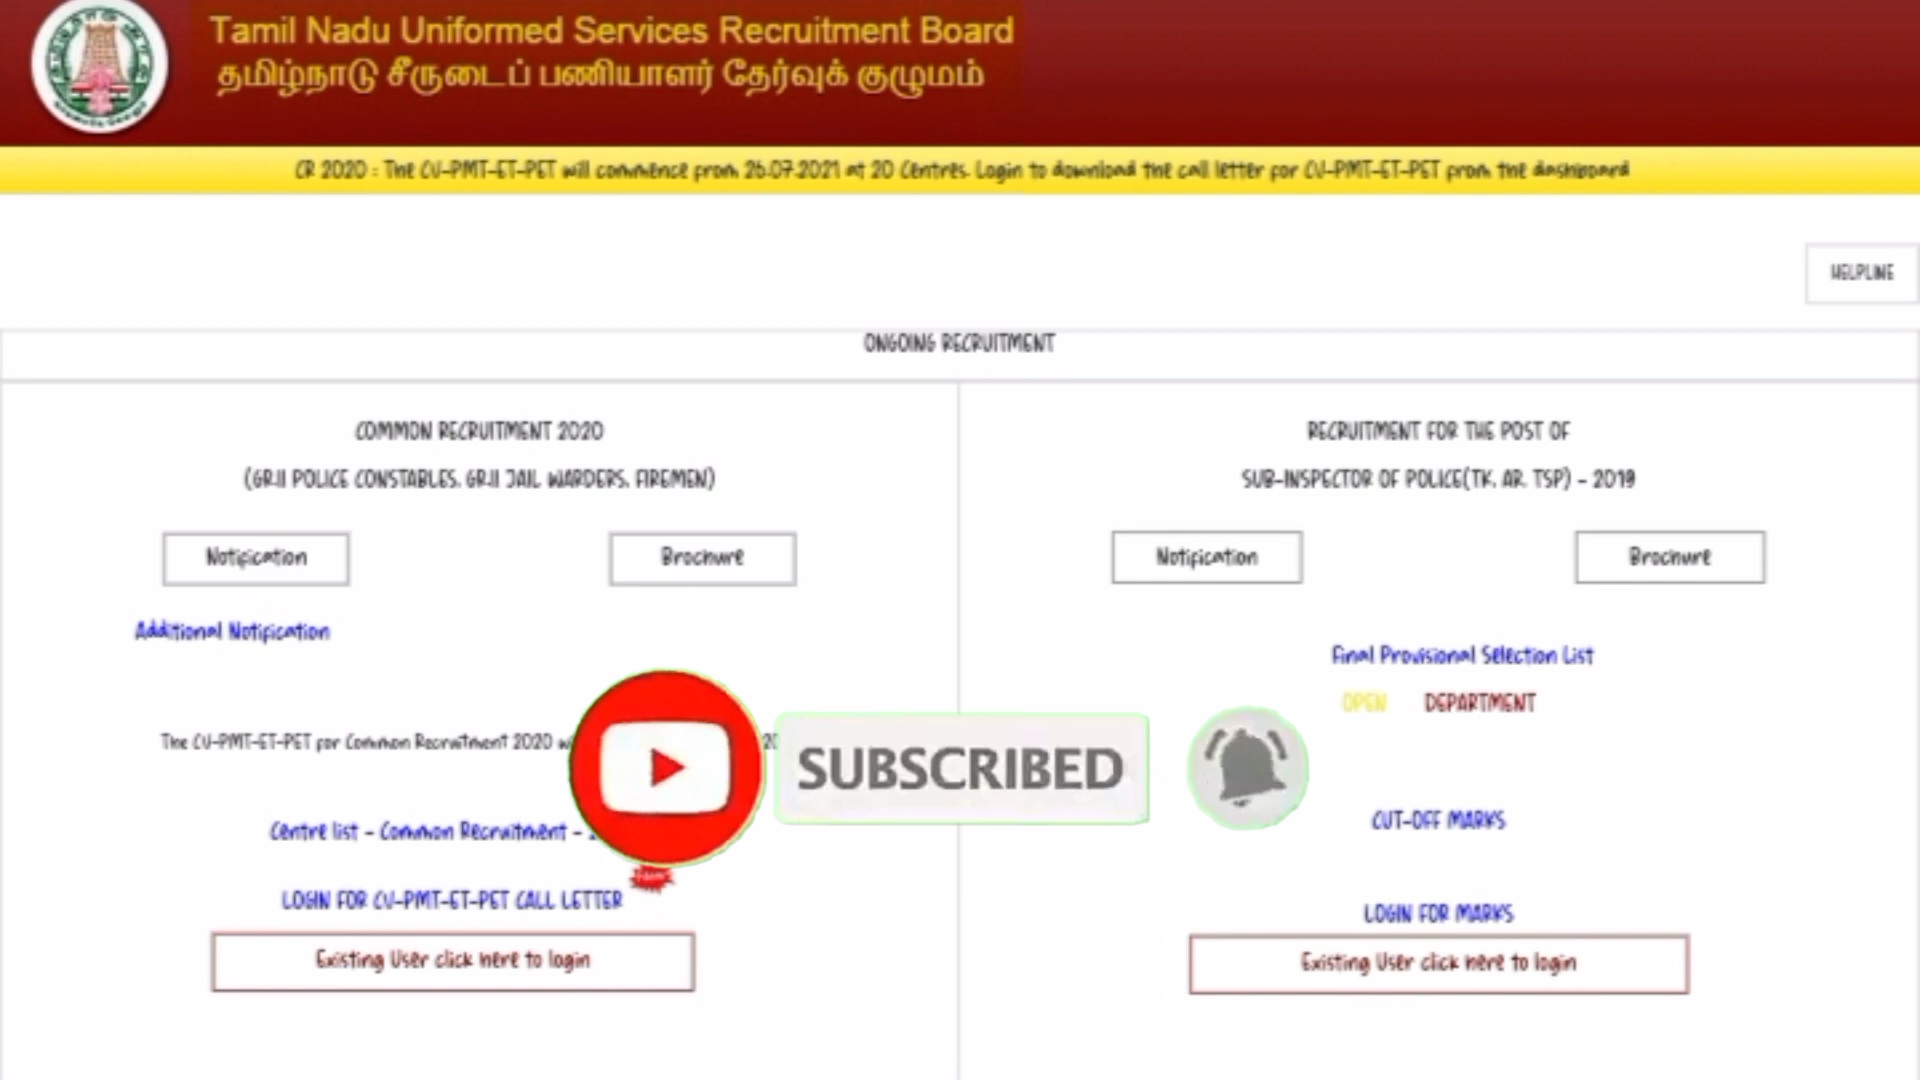 Tamil Nadu Uniformed Services Recruitment Board
தமிழ்நாடு சீருடைப் பணியாளர் தேர்வுக் குழுமம்
CR 2020 : The CV-PMT-ET-PET will commence from 26.07.2021 at 20 Centres. Login to download the call letter for CV-PMT-ET-PET from the dashboard
HELPLINE
ONGOING RECRUITMENT
COMMON RECRUITMENT 2020
(GR.II POLICE CONSTABLES, GR.II JAIL WARDERS, FIREMEN)
Notification
Brochure
Additional Notification
The CV-PMT-ET-PET for Common Recruitment 2020
Centre list - Common Recruitment -
LOGIN FOR CV-PMT-ET-PET CALL LETTER
Existing User click here to login
RECRUITMENT FOR THE POST OF
SUB-INSPECTOR OF POLICE(TK, AR, TSP) - 2019
Notification
Brochure
Final Provisional Selection List
OPEN DEPARTMENT
CUT-OFF MARKS
LOGIN FOR MARKS
Existing User click here to login
SUBSCRIBED